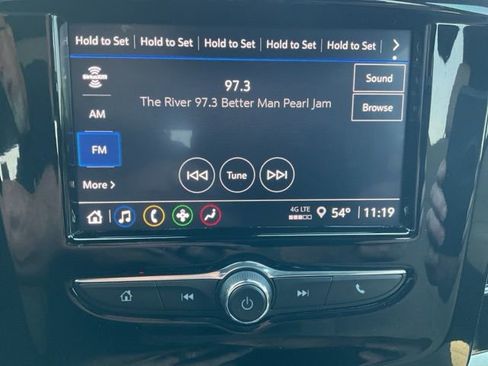 Hold to Set Hold to Set Hold to Set Hold to Set Hold to Set
SIRIUSXM
97.3
Sound
The River 97.3 Better Man Pearl Jam
Browse
AM
FM
Tune
More
4G LTE
54° 11:19